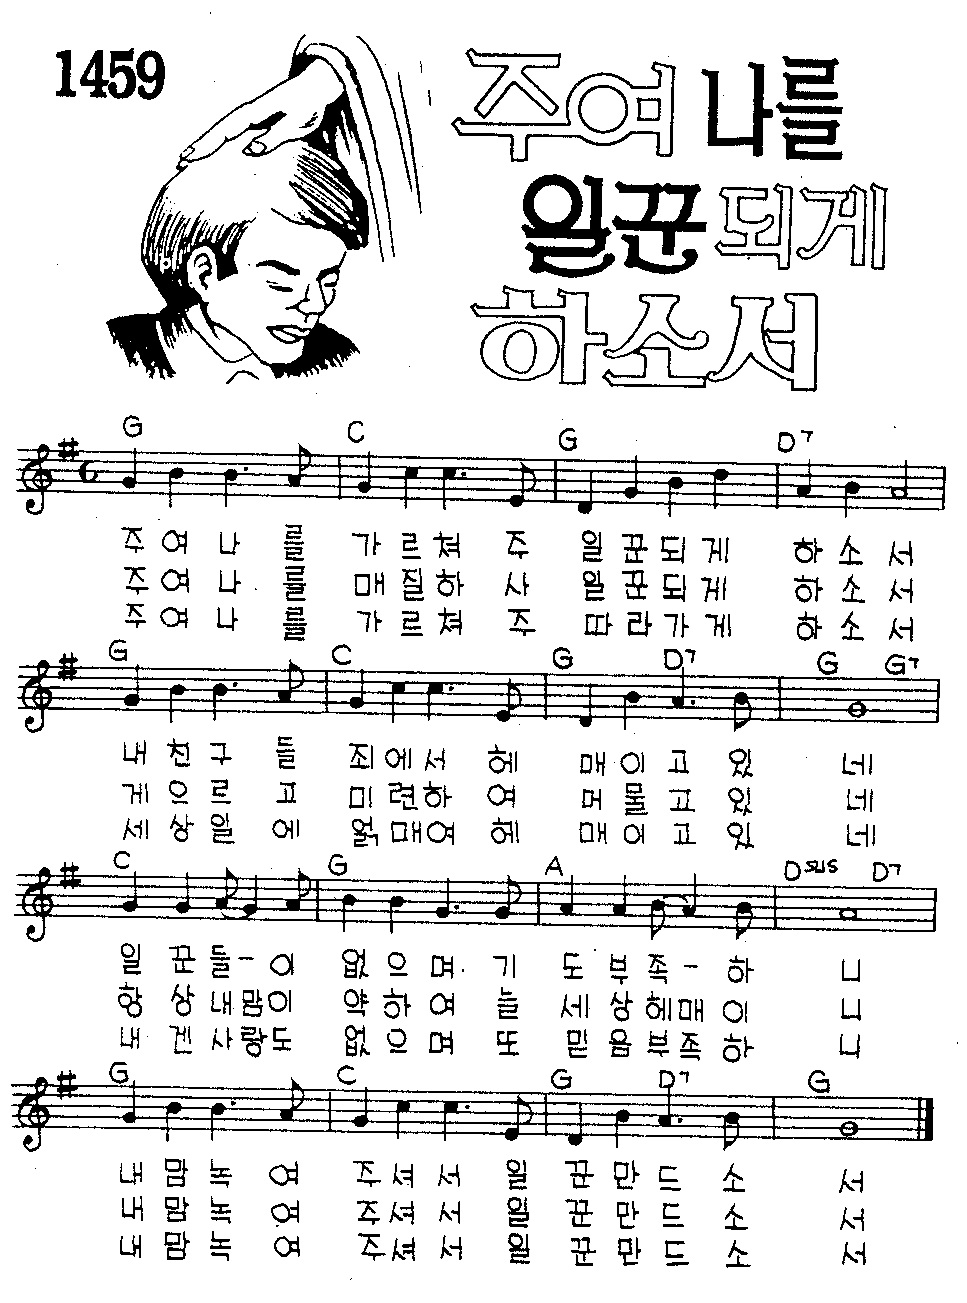 1459
주여 나를
일꾼 되게
하소서
G C G D7
주 여 나 를 가 르 쳐 주 일 꾼 되 게 하 소 서
주 여 나 를 매 질 하 사 일 꾼 되 게 하 소 서
주 여 나 를 가 르 쳐 주 따 라 가 게 하 소 서
G C G D7 G G7
내 친 구 들 죄 에 서 헤 매 이 고 있 네
게 으 르 고 미 련 하 여 머 물 고 있 네
세 상 일 에 얽 매 여 헤 매 이 고 있 네
C G A Dsus D7
일 꾼 들 - 이 없 으 며 기 도 부 족 - 하 니
항 상 내 맘 이 약 하 여 늘 세 상 헤 매 이 니
내 겐 사 랑 도 없 으 며 또 믿 음 부 족 하 니
G C G D7 G
내 맘 녹 여 주 셔 서 일 꾼 만 드 소 서
내 맘 녹 여 주 셔 서 일 꾼 만 드 소 서
내 맘 녹 여 주 셔 서 일 꾼 만 드 소 서